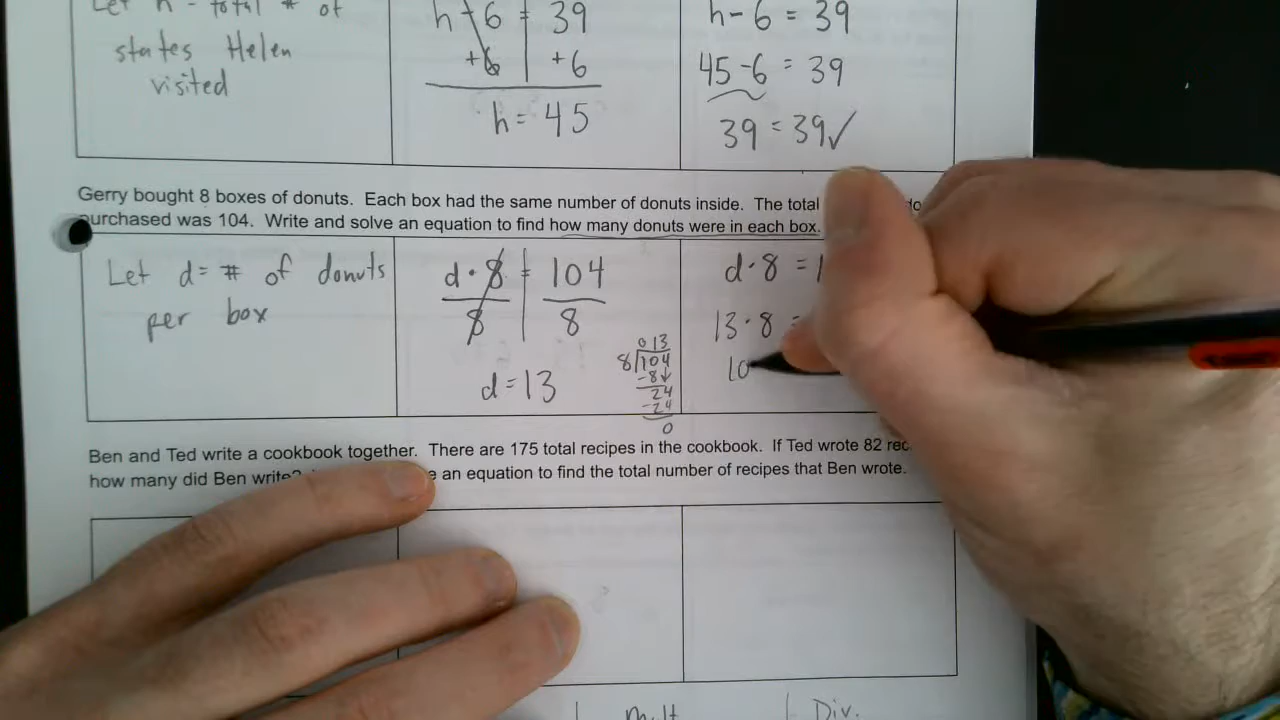 Let h - total # of
states Helen
visited
h - 6 = 39
+6 +6
h = 45
h - 6 = 39
45 - 6 = 39
39 = 39 ✓
Gerry bought 8 boxes of donuts. Each box had the same number of donuts inside. The total
purchased was 104. Write and solve an equation to find how many donuts were in each box.
Let d = # of donuts
per box
d · 8 = 104
8 8
d = 13
013
8 104
-8↓
24
-24
0
d · 8 = 1
13 · 8 =
10
Ben and Ted write a cookbook together. There are 175 total recipes in the cookbook. If Ted wrote 82 rec
how many did Ben write? an equation to find the total number of recipes that Ben wrote.
mult Div.